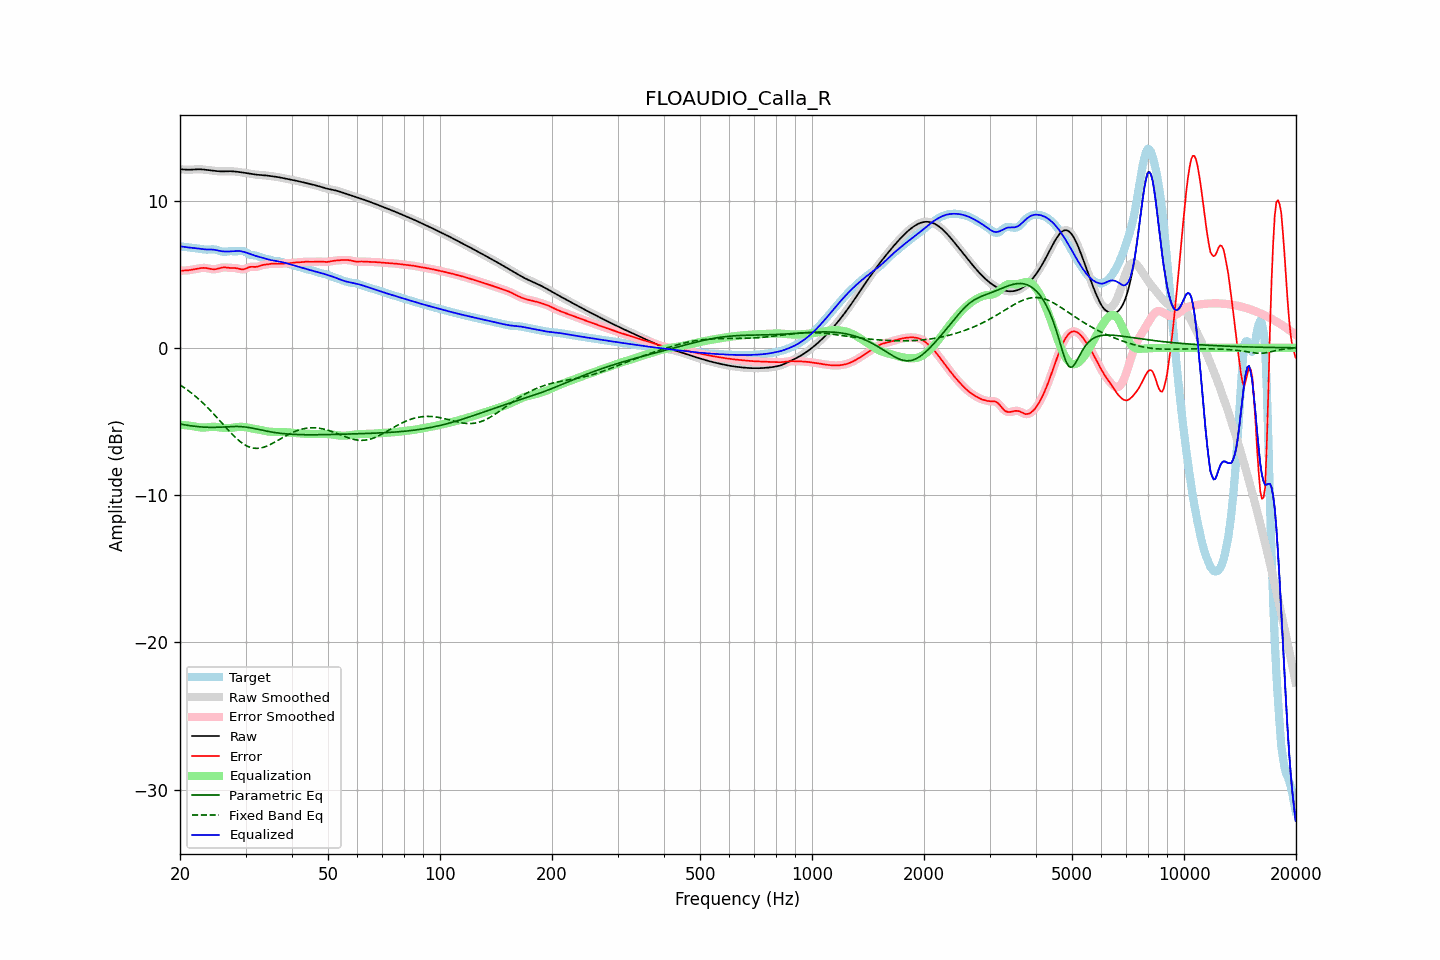 FLOAUDIO_Calla_R
Amplitude (dBr)
10
0
−10
−20
−30
Target
Raw Smoothed
Error Smoothed
Raw
Error
Equalization
Parametric Eq
Fixed Band Eq
Equalized
20 50 100 200 500 1000 2000 5000 10000 20000
Frequency (Hz)